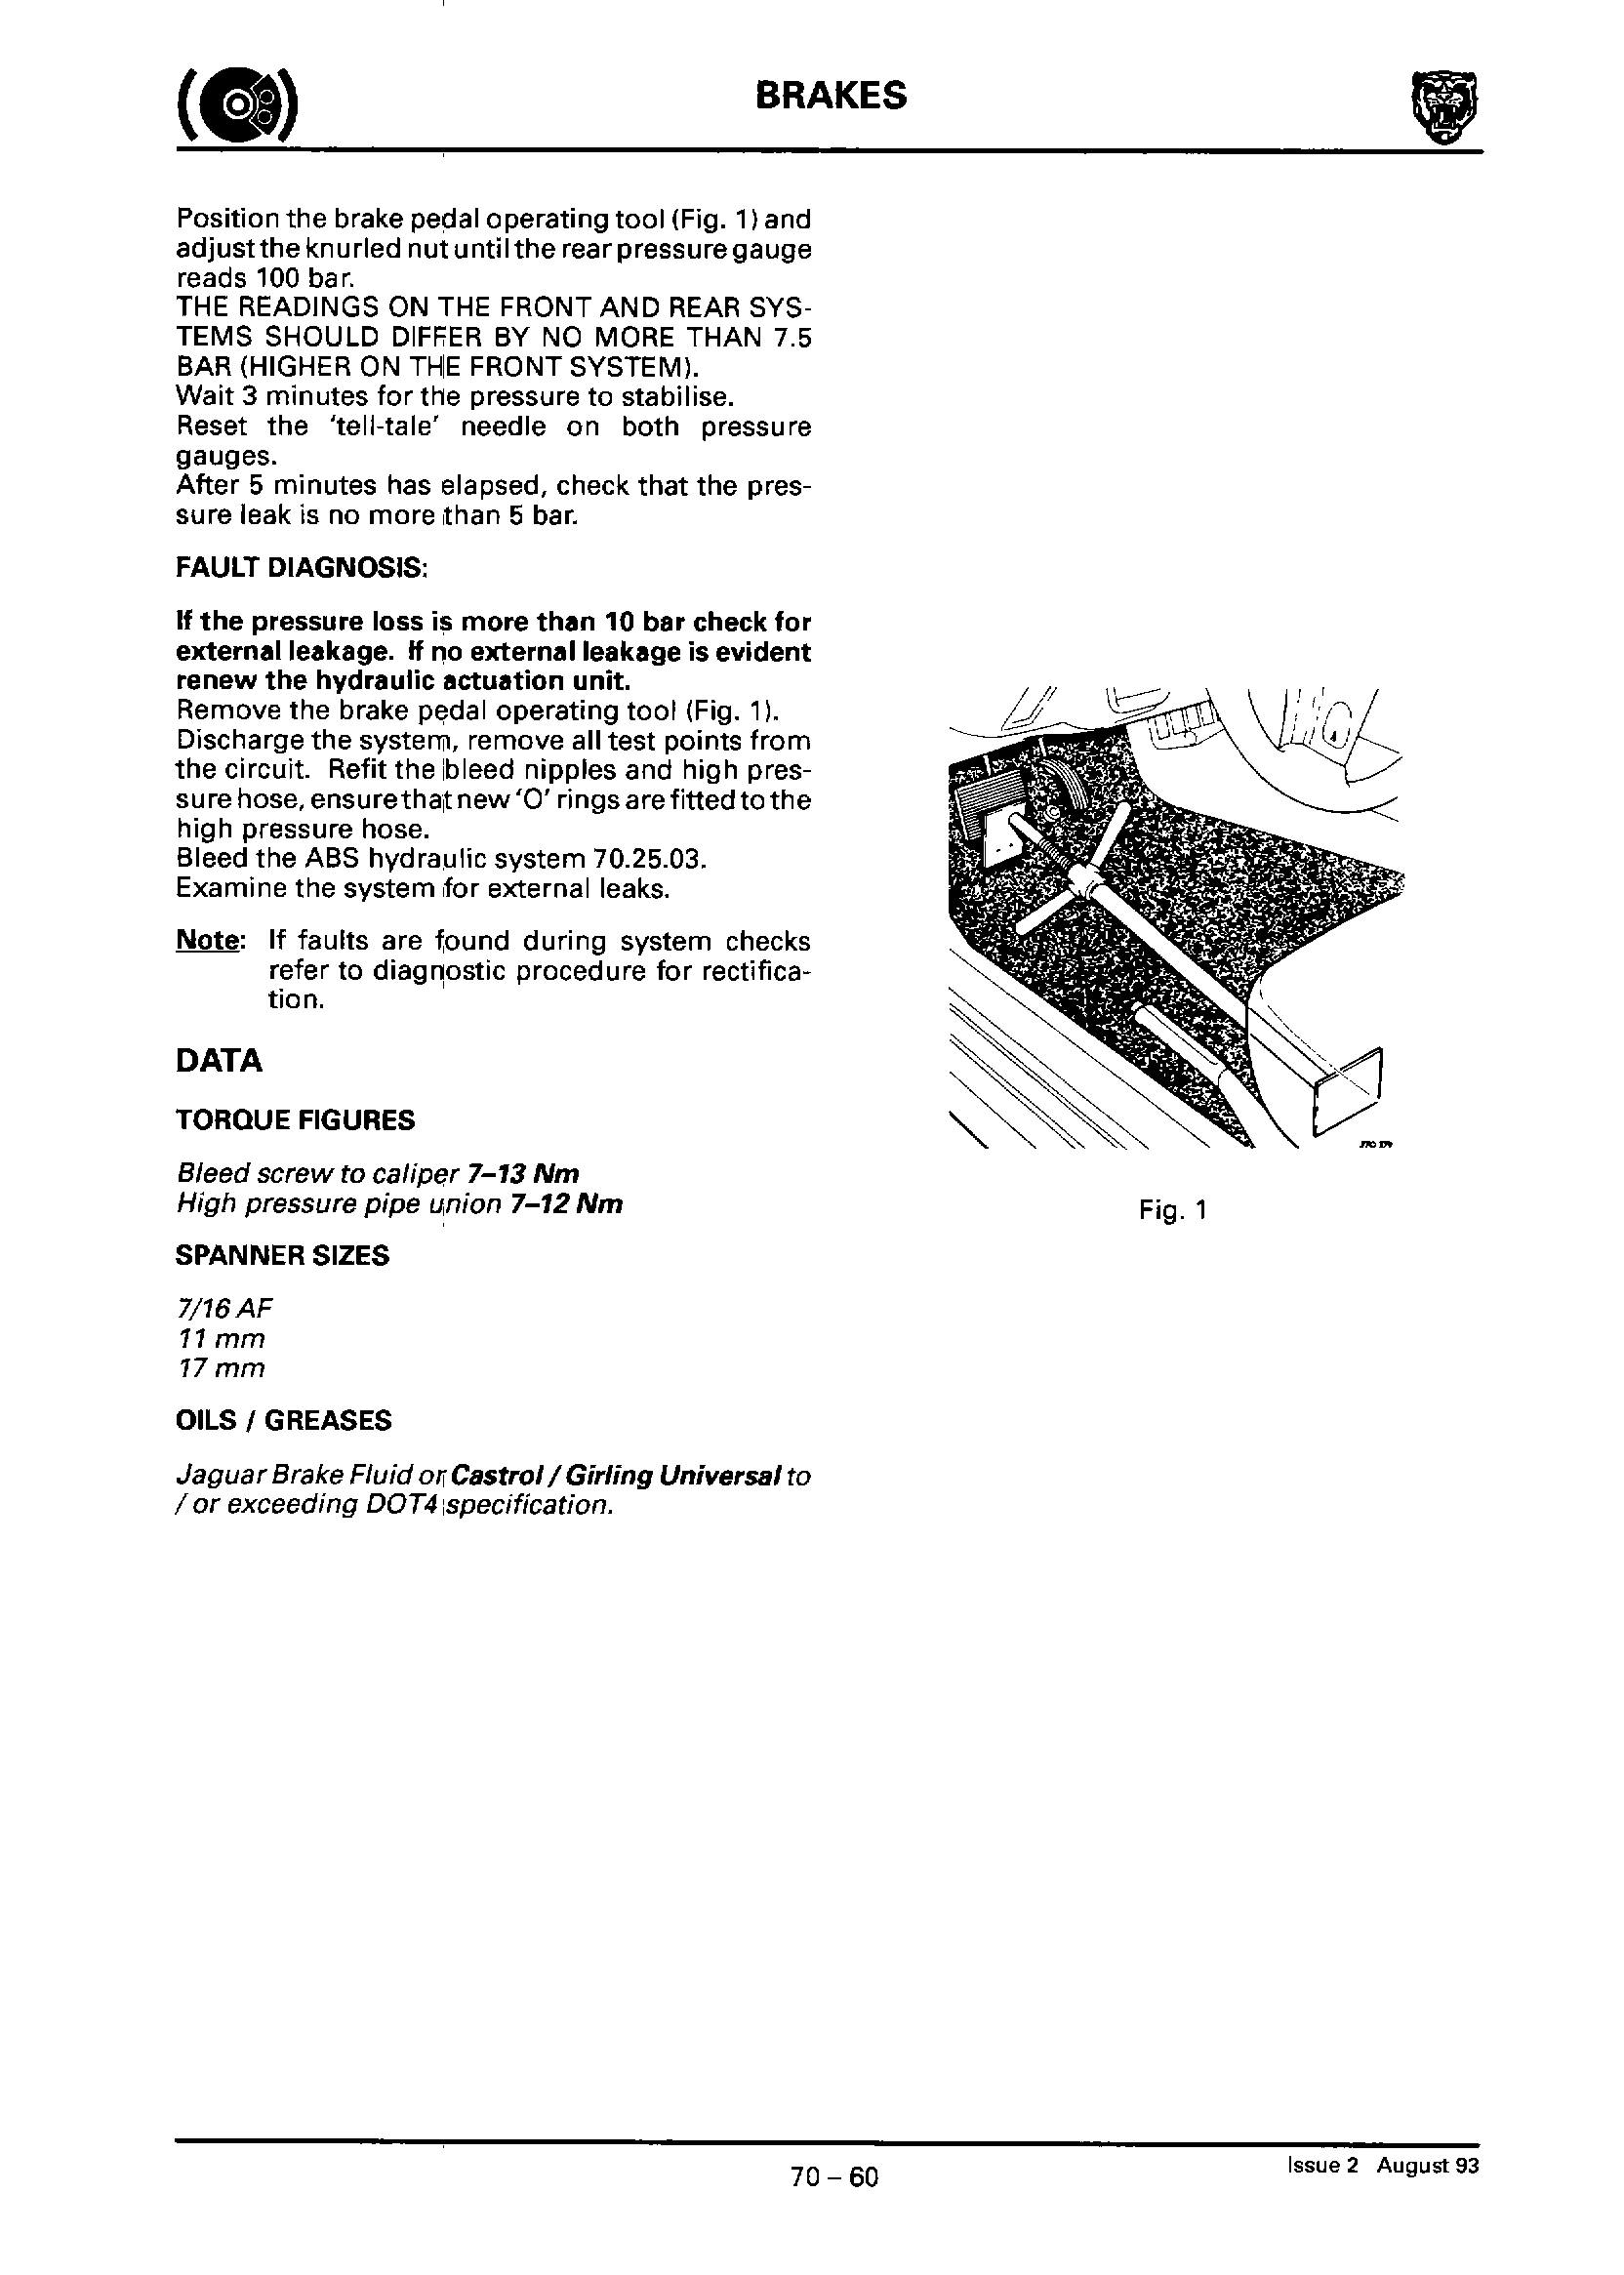 BRAKES
Position the brake pedal operating tool (Fig. 1) and
adjust the knurled nut until the rear pressure gauge
reads 100 bar.
THE READINGS ON THE FRONT AND REAR SYS-
TEMS SHOULD DIFFER BY NO MORE THAN 7.5
BAR (HIGHER ON THE FRONT SYSTEM).
Wait 3 minutes for the pressure to stabilise.
Reset the 'tell-tale' needle on both pressure
gauges.
After 5 minutes has elapsed, check that the pres-
sure leak is no more than 5 bar.
FAULT DIAGNOSIS:
If the pressure loss is more than 10 bar check for
external leakage. If no external leakage is evident
renew the hydraulic actuation unit.
Remove the brake pedal operating tool (Fig. 1).
Discharge the system, remove all test points from
the circuit. Refit the bleed nipples and high pres-
sure hose, ensure that new 'O' rings are fitted to the
high pressure hose.
Bleed the ABS hydraulic system 70.25.03.
Examine the system for external leaks.
Note: If faults are found during system checks
refer to diagnostic procedure for rectifica-
tion.
DATA
TORQUE FIGURES
Bleed screw to caliper 7–13 Nm
High pressure pipe union 7–12 Nm
SPANNER SIZES
7/16 AF
11 mm
17 mm
OILS / GREASES
Jaguar Brake Fluid or Castrol / Girling Universal to
/ or exceeding DOT4 specification.
Fig. 1
70 – 60
Issue 2 August 93